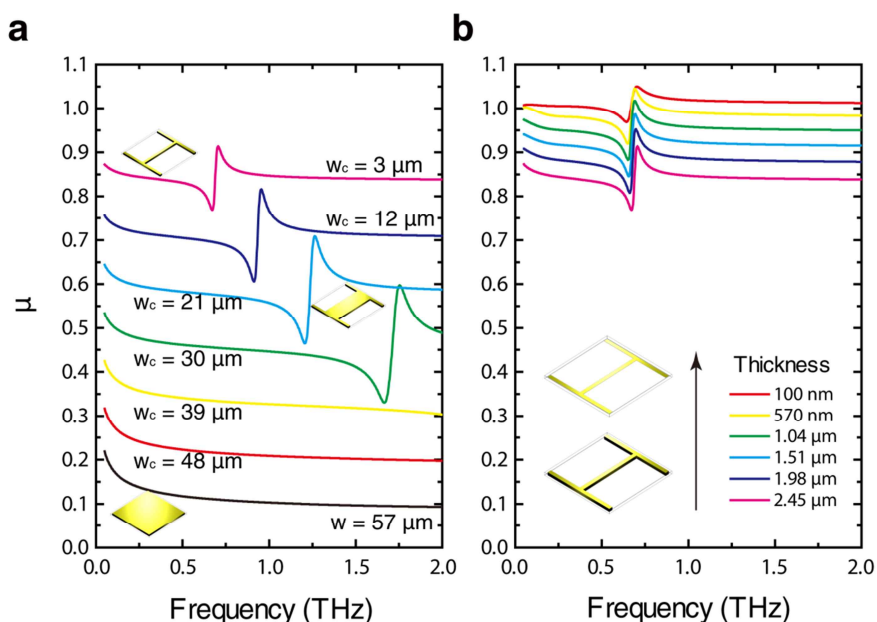 a
b
1.1
1.0
0.9
0.8
0.7
0.6
0.5
0.4
0.3
0.2
0.1
0.0
μ
wc = 3 μm
wc = 12 μm
wc = 21 μm
wc = 30 μm
wc = 39 μm
wc = 48 μm
w = 57 μm
0.0 0.5 1.0 1.5 2.0
Frequency (THz)
1.1
1.0
0.9
0.8
0.7
0.6
0.5
0.4
0.3
0.2
0.1
0.0
Thickness
100 nm
570 nm
1.04 μm
1.51 μm
1.98 μm
2.45 μm
0.0 0.5 1.0 1.5 2.0
Frequency (THz)